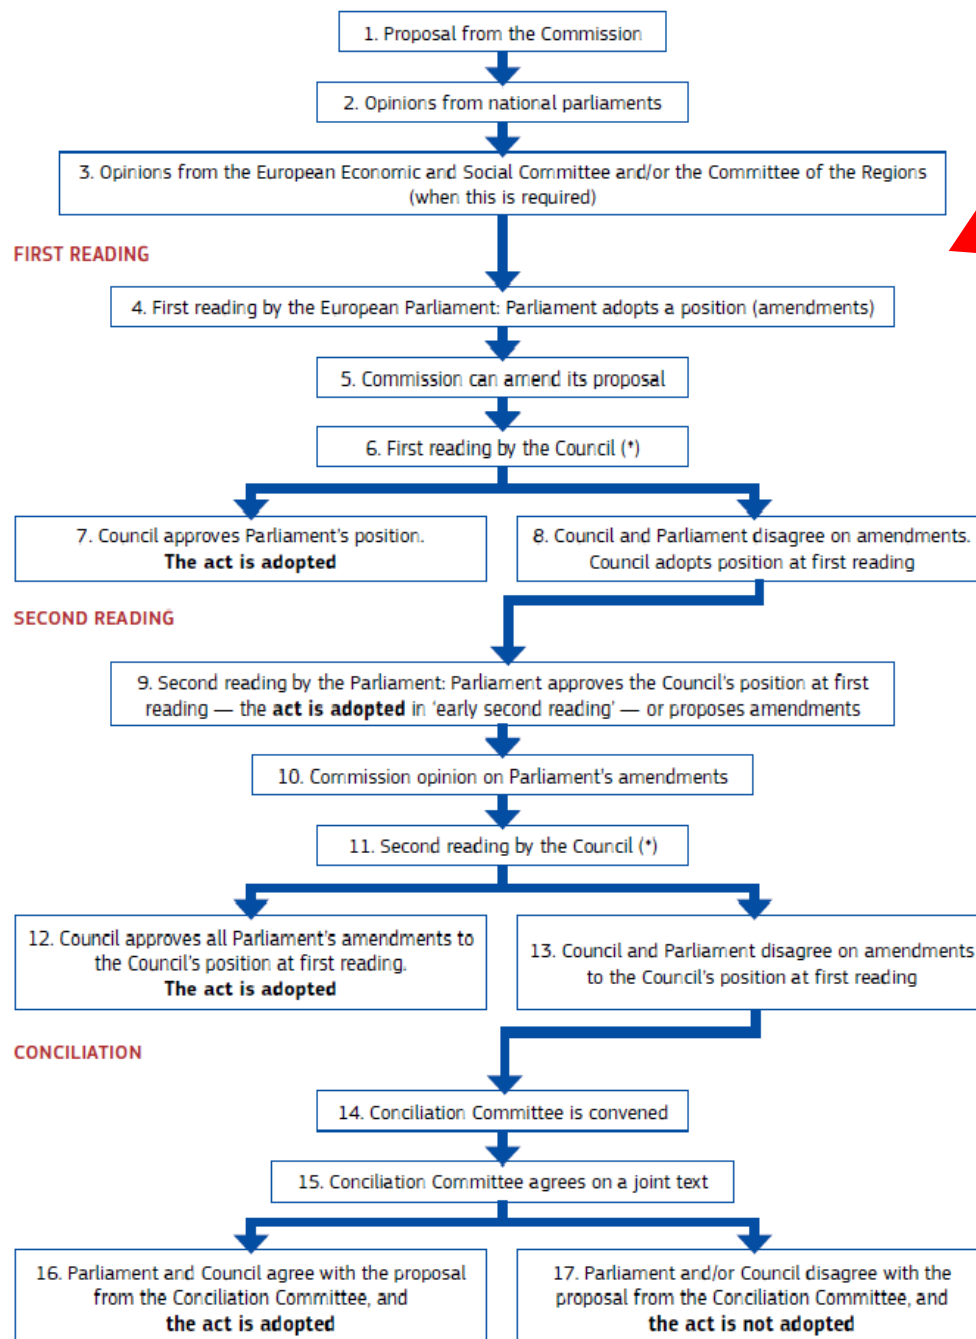 1. Proposal from the Commission
2. Opinions from national parliaments
3. Opinions from the European Economic and Social Committee and/or the Committee of the Regions
(when this is required)
FIRST READING
4. First reading by the European Parliament: Parliament adopts a position (amendments)
5. Commission can amend its proposal
6. First reading by the Council (*)
7. Council approves Parliament's position.
The act is adopted
8. Council and Parliament disagree on amendments.
Council adopts position at first reading
SECOND READING
9. Second reading by the Parliament: Parliament approves the Council's position at first
reading — the act is adopted in 'early second reading' — or proposes amendments
10. Commission opinion on Parliament's amendments
11. Second reading by the Council (*)
12. Council approves all Parliament's amendments to
the Council's position at first reading.
The act is adopted
13. Council and Parliament disagree on amendments
to the Council's position at first reading
CONCILIATION
14. Conciliation Committee is convened
15. Conciliation Committee agrees on a joint text
16. Parliament and Council agree with the proposal
from the Conciliation Committee, and
the act is adopted
17. Parliament and/or Council disagree with the
proposal from the Conciliation Committee, and
the act is not adopted